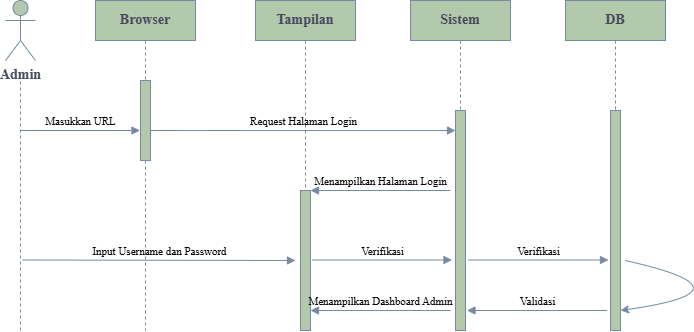 Browser
Tampilan
Sistem
DB
Admin
Masukkan URL
Request Halaman Login
Menampilkan Halaman Login
Input Username dan Password
Verifikasi
Verifikasi
Menampilkan Dashboard Admin
Validasi